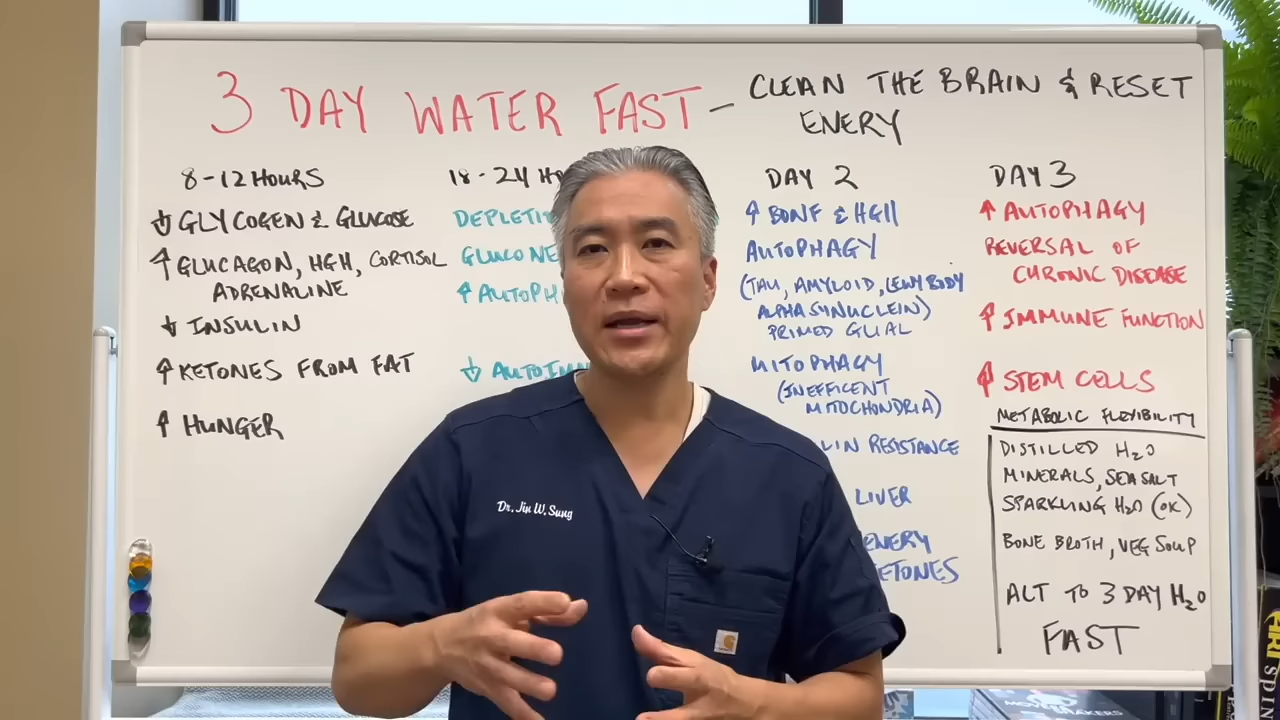 3 DAY WATER FAST - CLEAN THE BRAIN & RESET
ENERY
8-12 HOURS
↓ GLYCOGEN & GLUCOSE
↑ GLUCAGON, HGH, CORTISOL
ADRENALINE
↓ INSULIN
↑ KETONES FROM FAT
↑ HUNGER
18-24 HO
DEPLETI
GLUCONE
↑ AUTOPH
↓ AUTOIMM
DAY 2
↑ BDNF & HGH
AUTOPHAGY
(TAU, AMYLOID, LEWY BODY
ALPHA SYNUCLEIN)
PRIMED GLIAL
MITOPHAGY
(INEFFICENT
MITOCHONDRIA)
LIN RESISTANCE
LIVER
ENERY
KETONES
DAY 3
↑ AUTOPHAGY
REVERSAL OF
CHRONIC DISEASE
↑ IMMUNE FUNCTION
↑ STEM CELLS
METABOLIC FLEXIBILITY
DISTILLED H2O
MINERALS, SEA SALT
SPARKLING H2O (OK)
BONE BROTH, VEG SOUP
ALT TO 3 DAY H2O
FAST
Dr. Jin W. Sung
SPIN